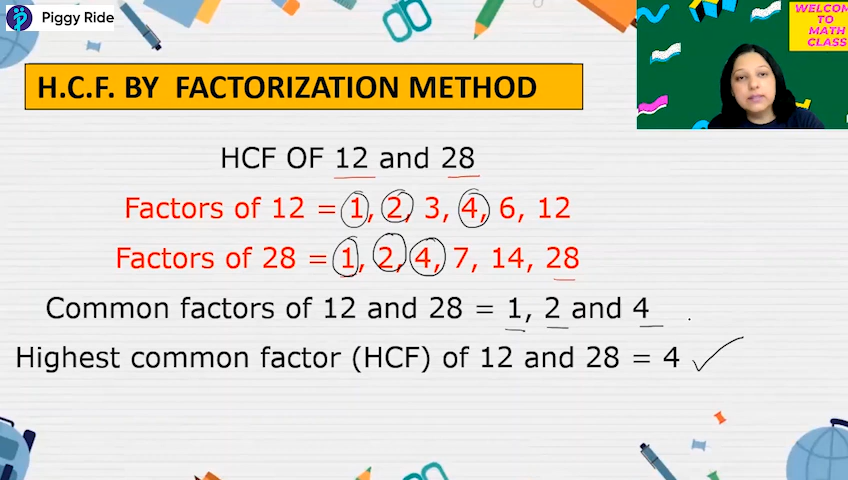 Piggy Ride
WELCOM
TO
MATH
CLASS
H.C.F. BY FACTORIZATION METHOD
HCF OF 12 and 28
Factors of 12 = 1, 2, 3, 4, 6, 12
Factors of 28 = 1, 2, 4, 7, 14, 28
Common factors of 12 and 28 = 1, 2 and 4
Highest common factor (HCF) of 12 and 28 = 4